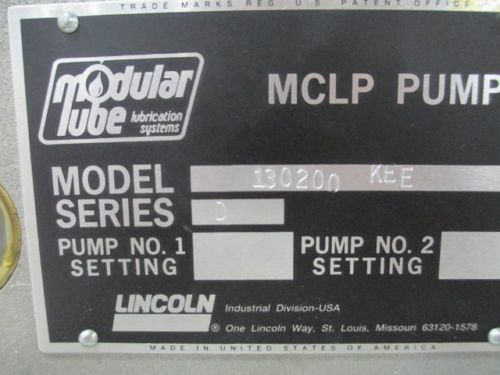 TRADE MARKS REG. U.S. PATENT OFFICE
Modular lube lubrication systems
MCLP PUMP
MODEL 130200 KEE
SERIES D
PUMP NO. 1 SETTING
PUMP NO. 2 SETTING
LINCOLN Industrial Division-USA
® One Lincoln Way, St. Louis, Missouri 63120-1578
MADE IN UNITED STATES OF AMERICA